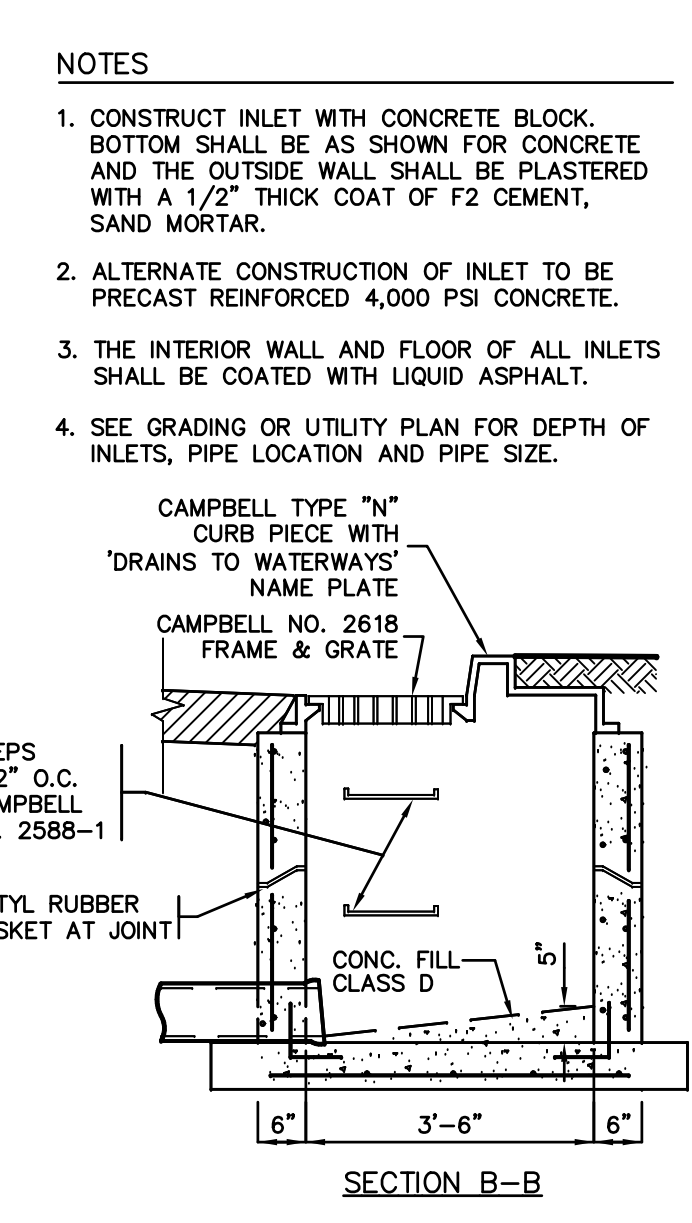 NOTES
1. CONSTRUCT INLET WITH CONCRETE BLOCK.
BOTTOM SHALL BE AS SHOWN FOR CONCRETE
AND THE OUTSIDE WALL SHALL BE PLASTERED
WITH A 1/2" THICK COAT OF F2 CEMENT,
SAND MORTAR.
2. ALTERNATE CONSTRUCTION OF INLET TO BE
PRECAST REINFORCED 4,000 PSI CONCRETE.
3. THE INTERIOR WALL AND FLOOR OF ALL INLETS
SHALL BE COATED WITH LIQUID ASPHALT.
4. SEE GRADING OR UTILITY PLAN FOR DEPTH OF
INLETS, PIPE LOCATION AND PIPE SIZE.
CAMPBELL TYPE "N"
CURB PIECE WITH
'DRAINS TO WATERWAYS'
NAME PLATE
CAMPBELL NO. 2618
FRAME & GRATE
EPS
2" O.C.
MPBELL
. 2588-1
TYL RUBBER
SKET AT JOINT
CONC. FILL
CLASS D
5"
6"
3'-6"
6"
SECTION B-B